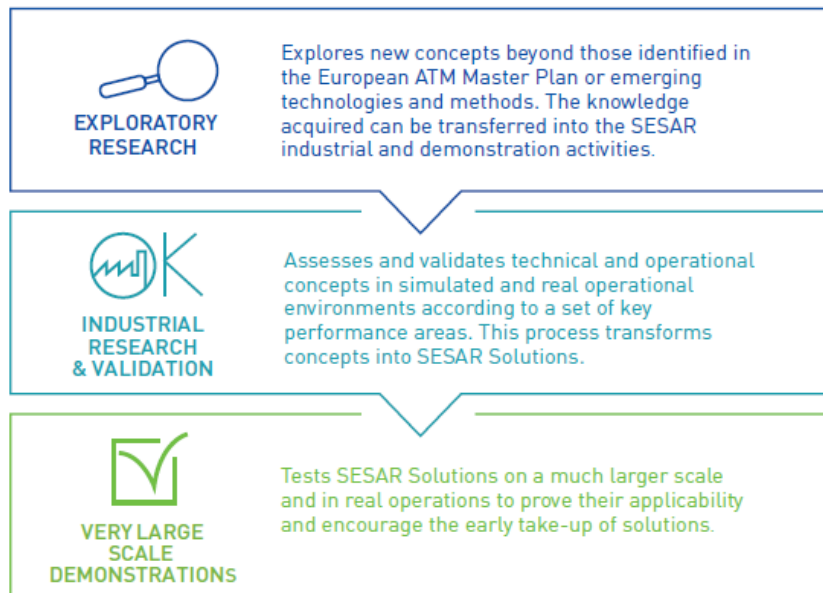 EXPLORATORY
RESEARCH
Explores new concepts beyond those identified in
the European ATM Master Plan or emerging
technologies and methods. The knowledge
acquired can be transferred into the SESAR
industrial and demonstration activities.
OK
INDUSTRIAL
RESEARCH
& VALIDATION
Assesses and validates technical and operational
concepts in simulated and real operational
environments according to a set of key
performance areas. This process transforms
concepts into SESAR Solutions.
VERY LARGE
SCALE
DEMONSTRATIONS
Tests SESAR Solutions on a much larger scale
and in real operations to prove their applicability
and encourage the early take-up of solutions.